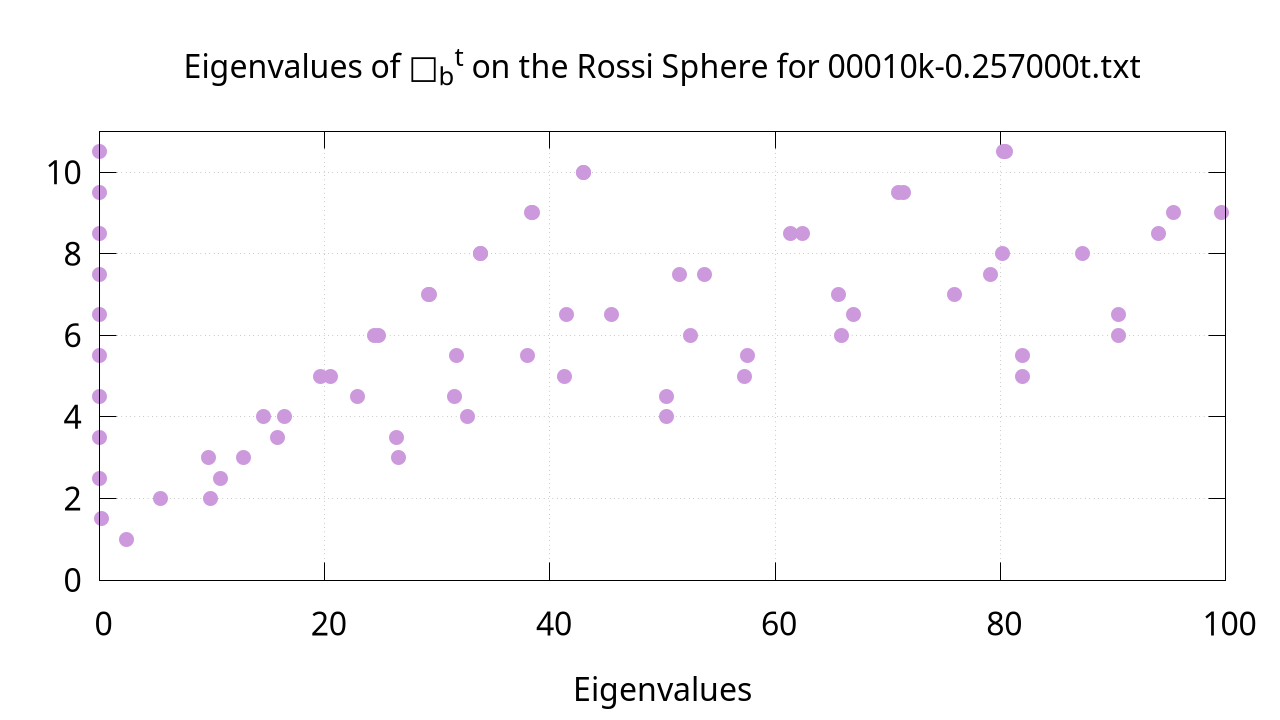 Eigenvalues of □bt on the Rossi Sphere for 00010k-0.257000t.txt
10
8
6
4
2
0
0 20 40 60 80 100
Eigenvalues